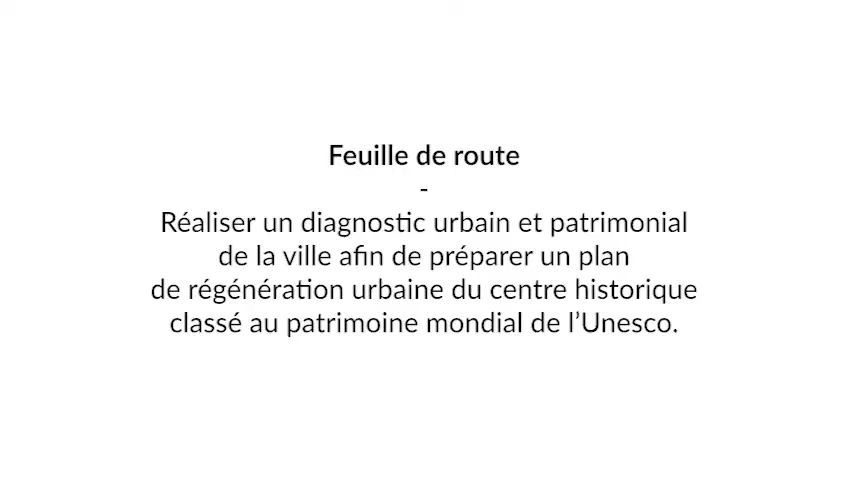 Feuille de route
-
Réaliser un diagnostic urbain et patrimonial
de la ville afin de préparer un plan
de régénération urbaine du centre historique
classé au patrimoine mondial de l’Unesco.